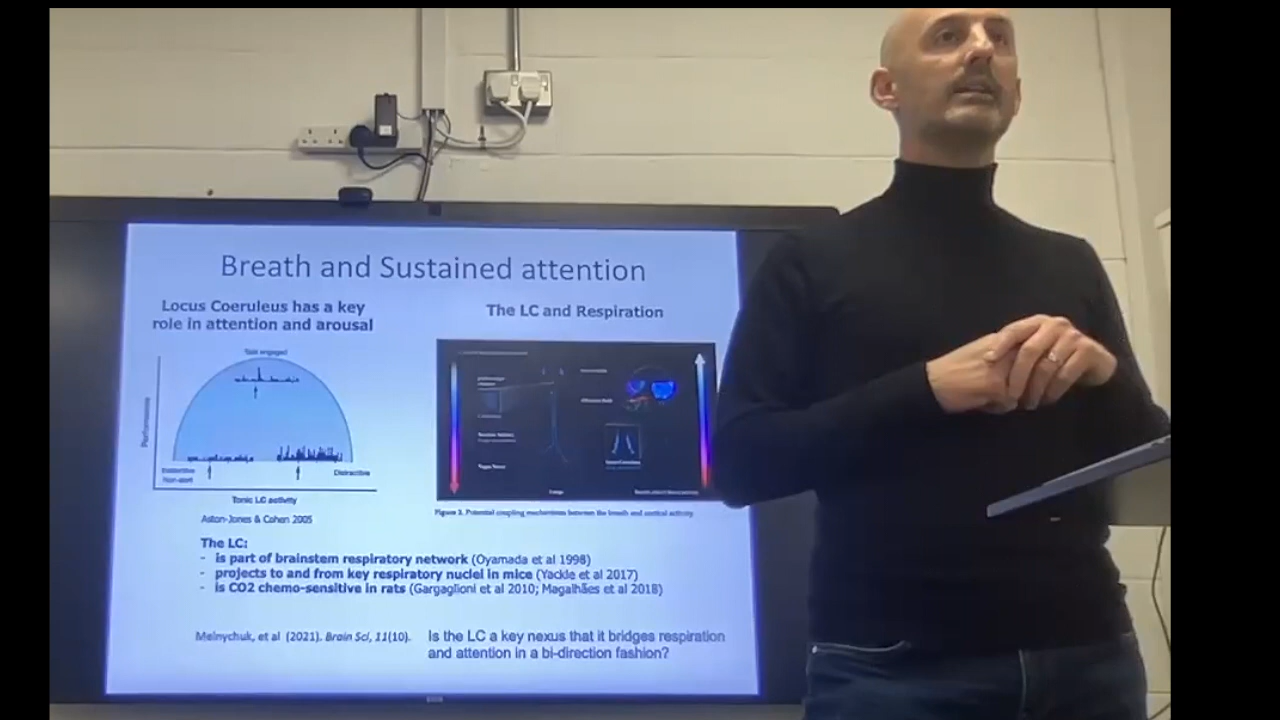 Breath and Sustained attention
Locus Coeruleus has a key
role in attention and arousal
The LC and Respiration
Task engaged
Performance
Distractive
Tonic LC activity
Aston-Jones & Cohen 2005
Lungs
Vagus Nerve
Figure 2. Potential coupling mechanisms between the breath and cortical activity
The LC:
- is part of brainstem respiratory network (Oyamada et al 1998)
- projects to and from key respiratory nuclei in mice (Yackle et al 2017)
- is CO2 chemo-sensitive in rats (Gargaglioni et al 2010; Magalhães et al 2018)
Melnychuk, et al (2021). Brain Sci, 11(10).
Is the LC a key nexus that it bridges respiration
and attention in a bi-direction fashion?